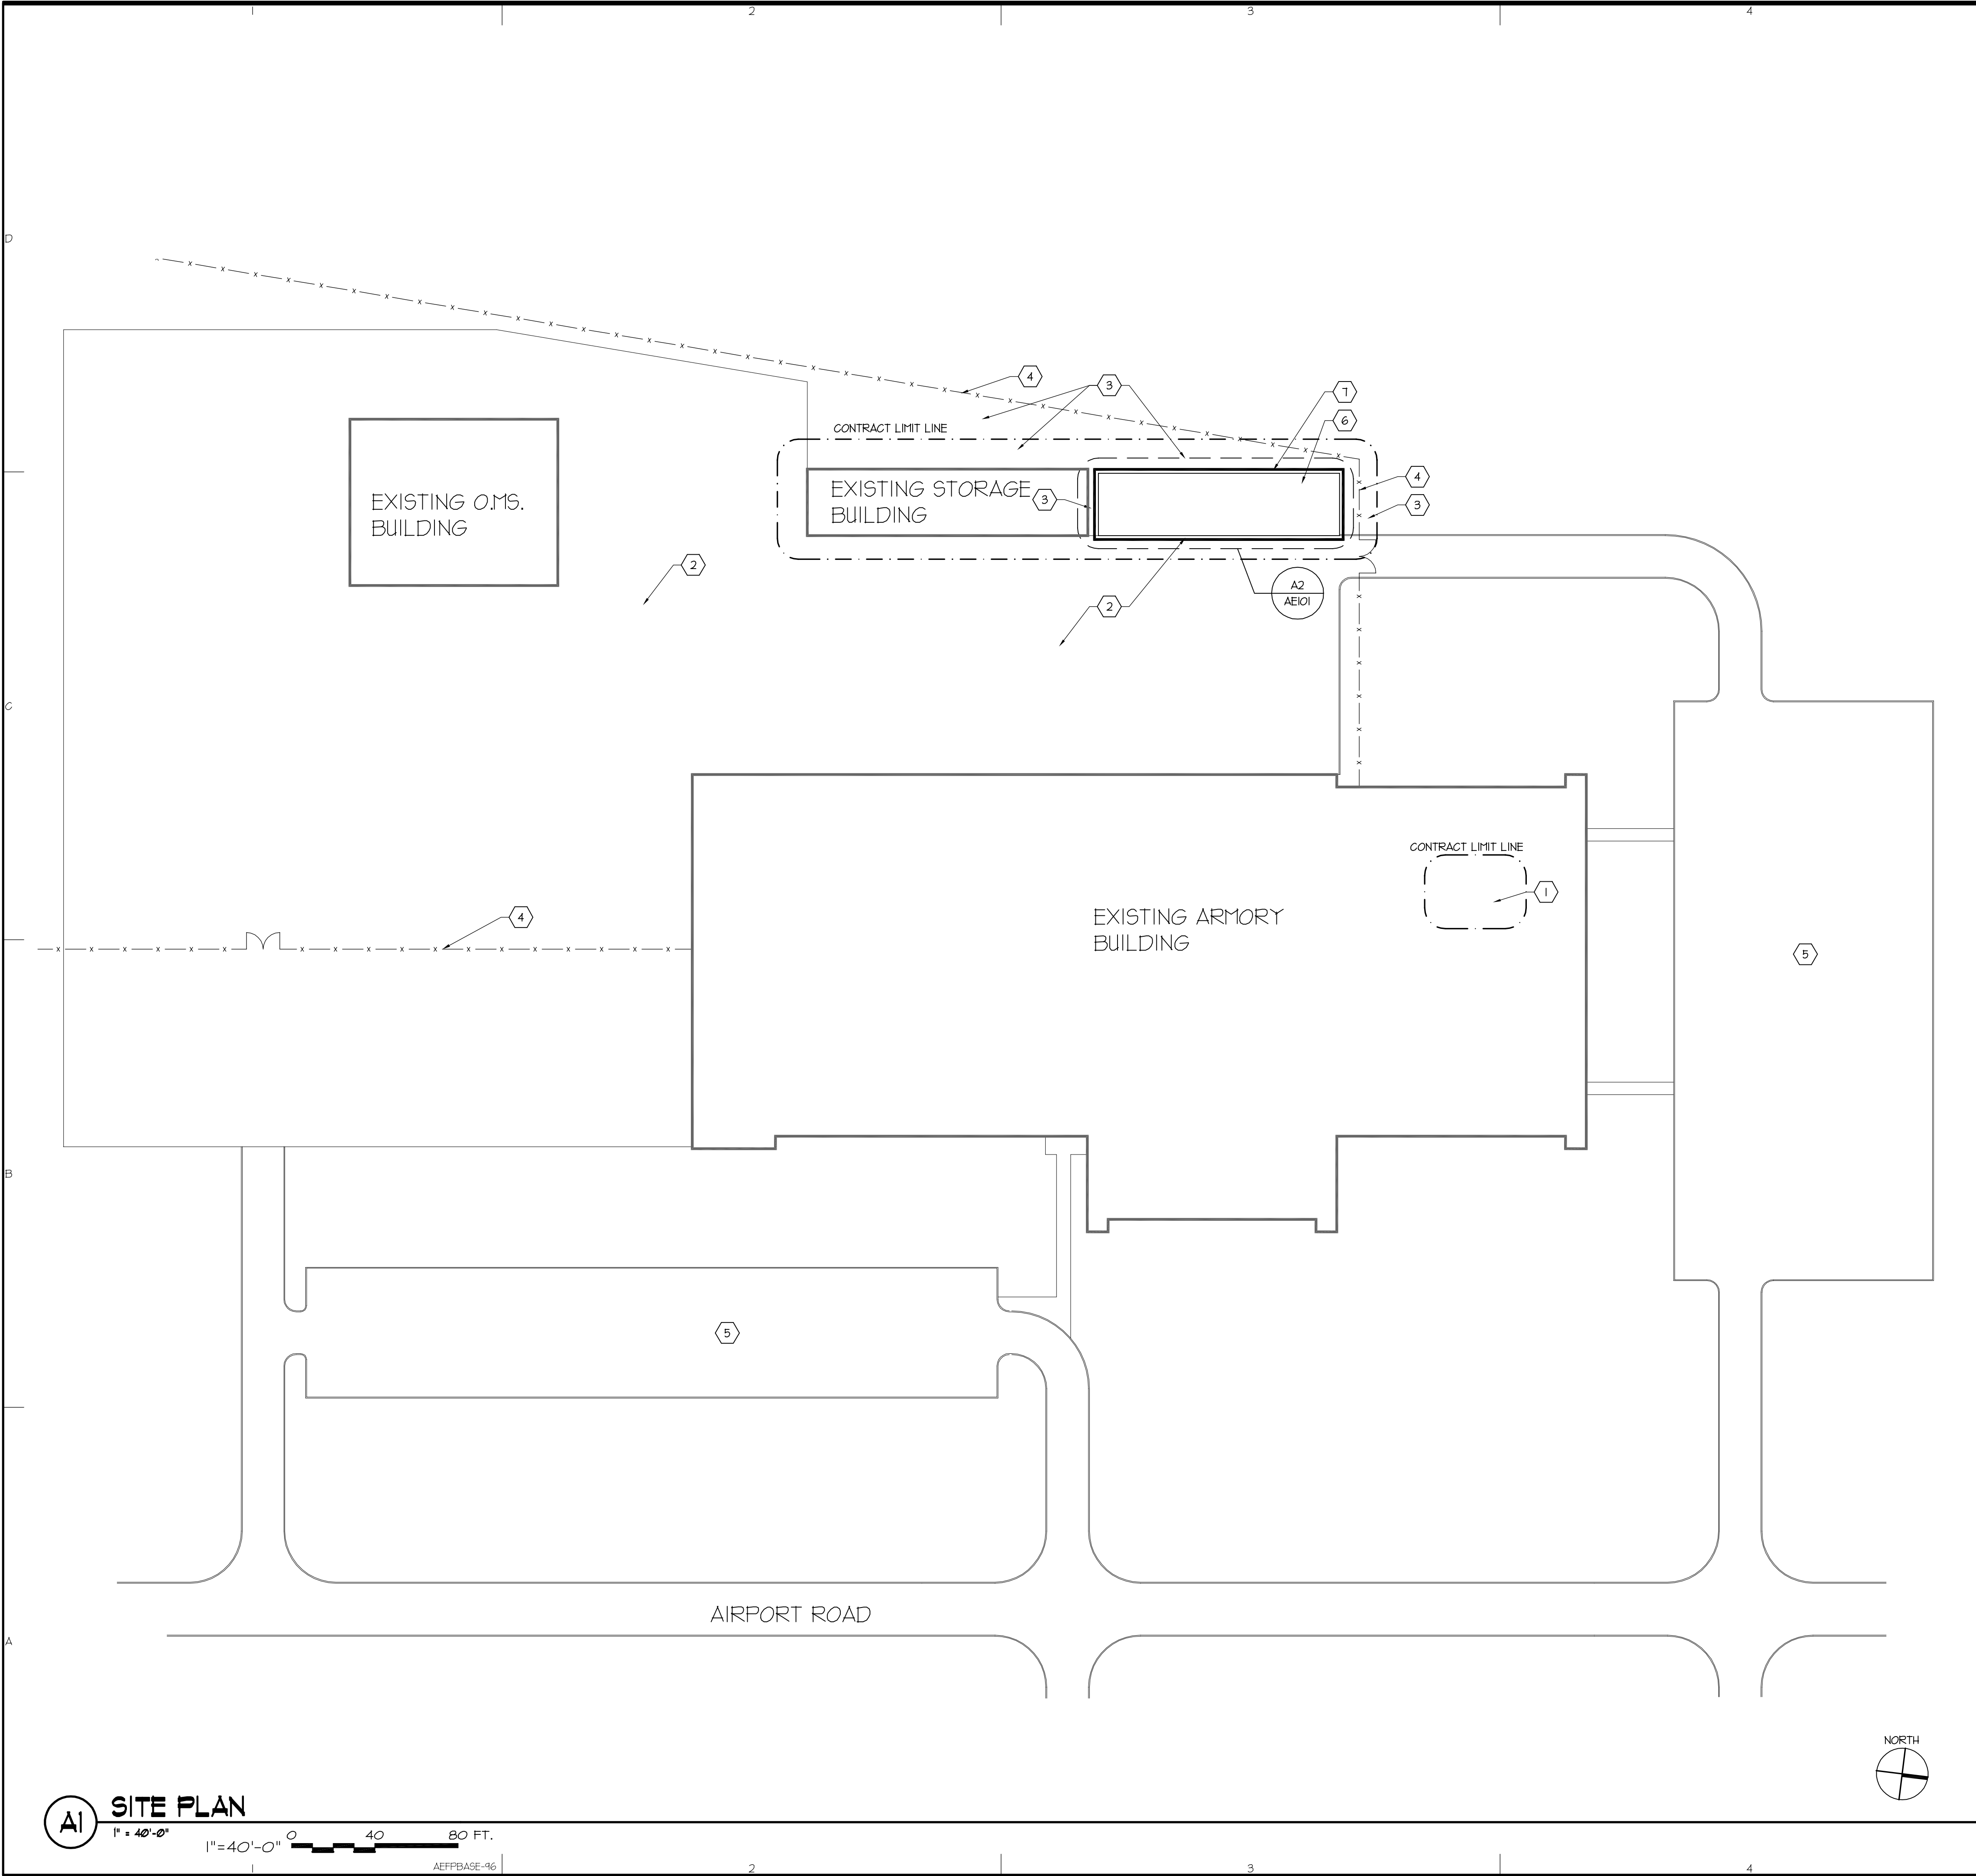 1
2
3
4
D
4
3
7
CONTRACT LIMIT LINE
6
4
EXISTING STORAGE
BUILDING
3
3
EXISTING O.MS.
BUILDING
2
A2
AE101
2
C
CONTRACT LIMIT LINE
1
EXISTING ARMORY
BUILDING
4
5
B
5
AIRPORT ROAD
A
NORTH
A1
SITE PLAN
1" = 40'-0"
1"=40'-0"
0 40 80 FT.
AEFPBASE-96
1
2
3
4